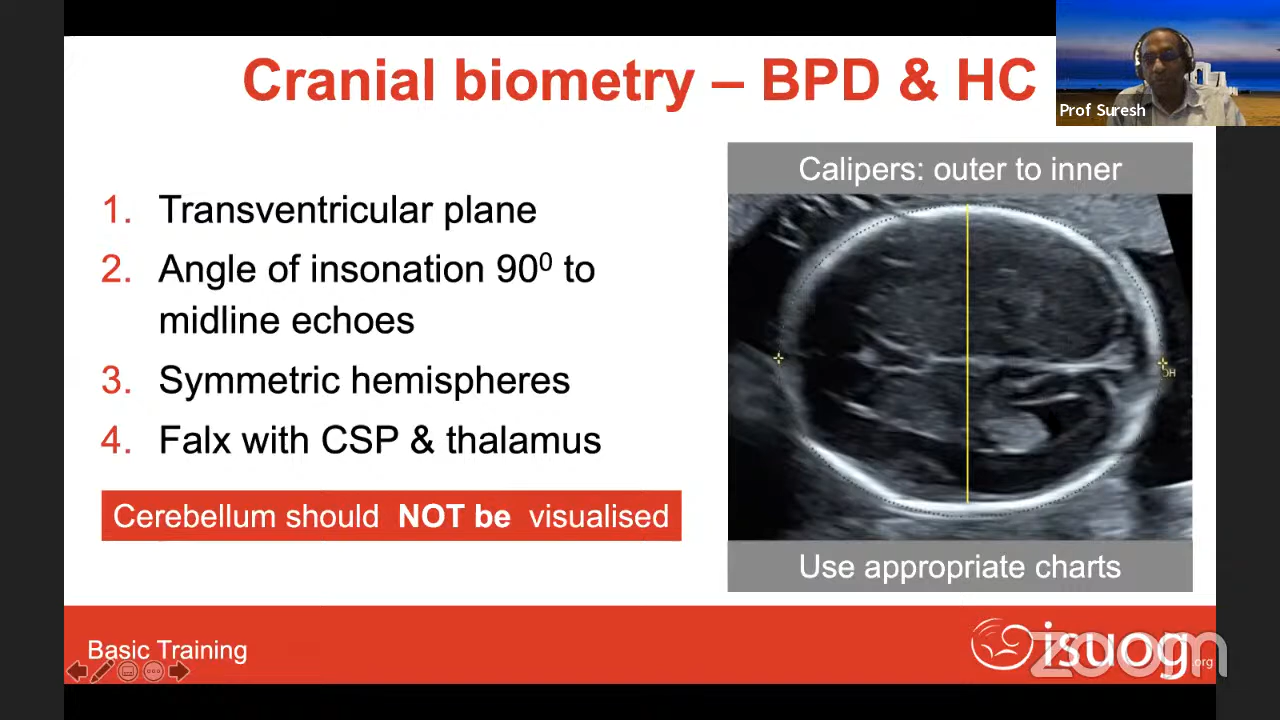 Cranial biometry – BPD & HC
Prof Suresh
Calipers: outer to inner
1. Transventricular plane
2. Angle of insonation 90⁰ to
midline echoes
3. Symmetric hemispheres
4. Falx with CSP & thalamus
Cerebellum should NOT be visualised
Use appropriate charts
Basic Training
isuog.org
zoom